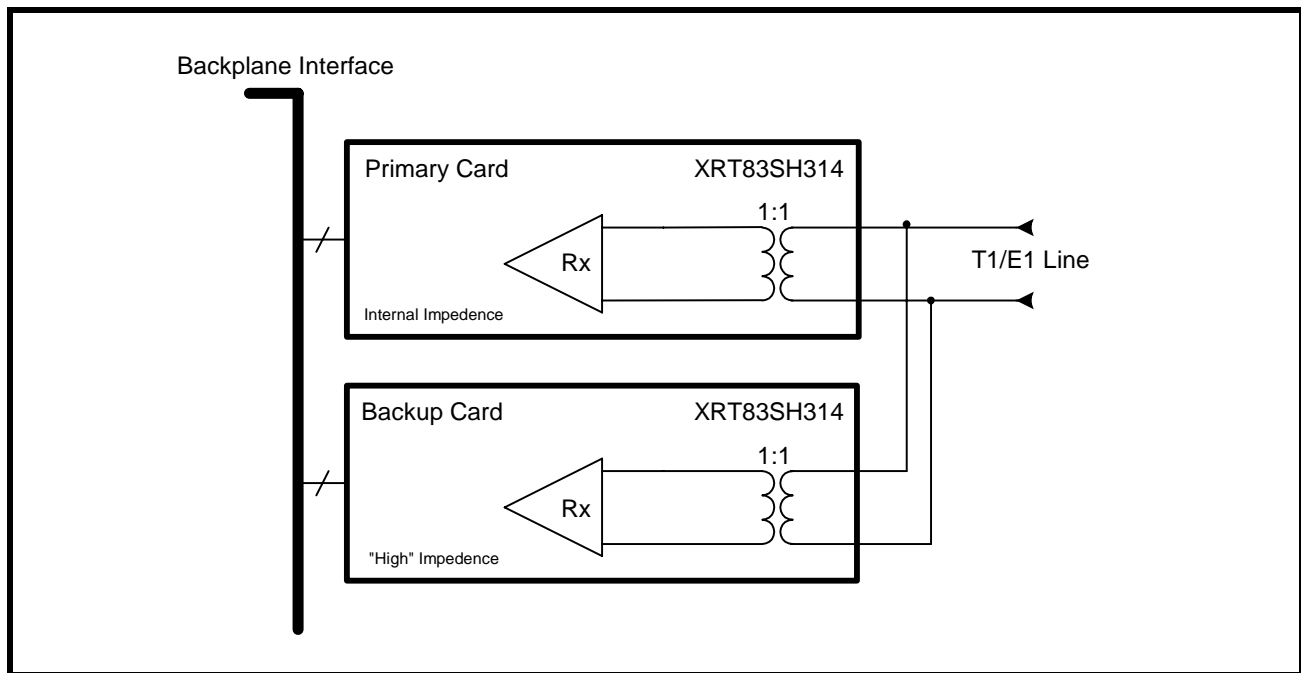 Backplane Interface
Primary Card XRT83SH314
1:1
Rx
T1/E1 Line
Internal Impedence
Backup Card XRT83SH314
1:1
Rx
"High" Impedence